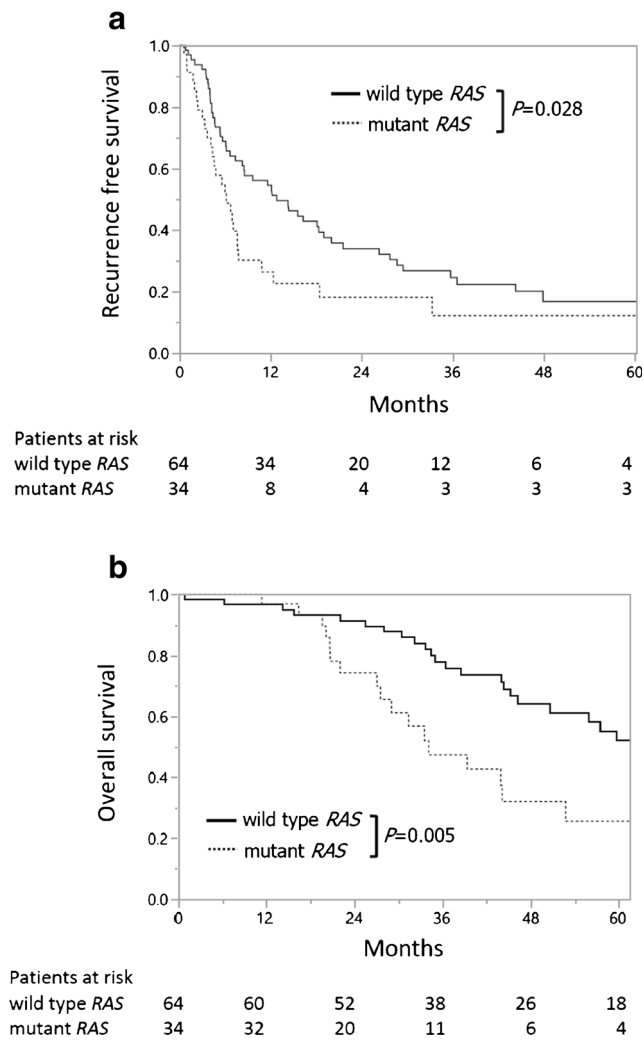 a
Recurrence free survival
1.0
0.8
0.6
0.4
0.2
0.0
wild type RAS
mutant RAS
P=0.028
0 12 24 36 48 60
Months
Patients at risk
wild type RAS 64 34 20 12 6 4
mutant RAS 34 8 4 3 3 3
b
Overall survival
1.0
0.8
0.6
0.4
0.2
0.0
wild type RAS
mutant RAS
P=0.005
0 12 24 36 48 60
Months
Patients at risk
wild type RAS 64 60 52 38 26 18
mutant RAS 34 32 20 11 6 4